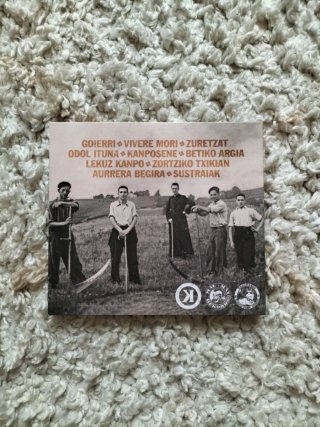 GOIERRI ❖ VIVERE MORI ❖ ZURETZAT
ODOL ITUNA ❖ KANPOSENE ❖ BETIKO ARGIA
LEKUZ KANPO ❖ ZORTZIKO TXIKIAN
AURRERA BEGIRA ❖ SUSTRAIAK
K